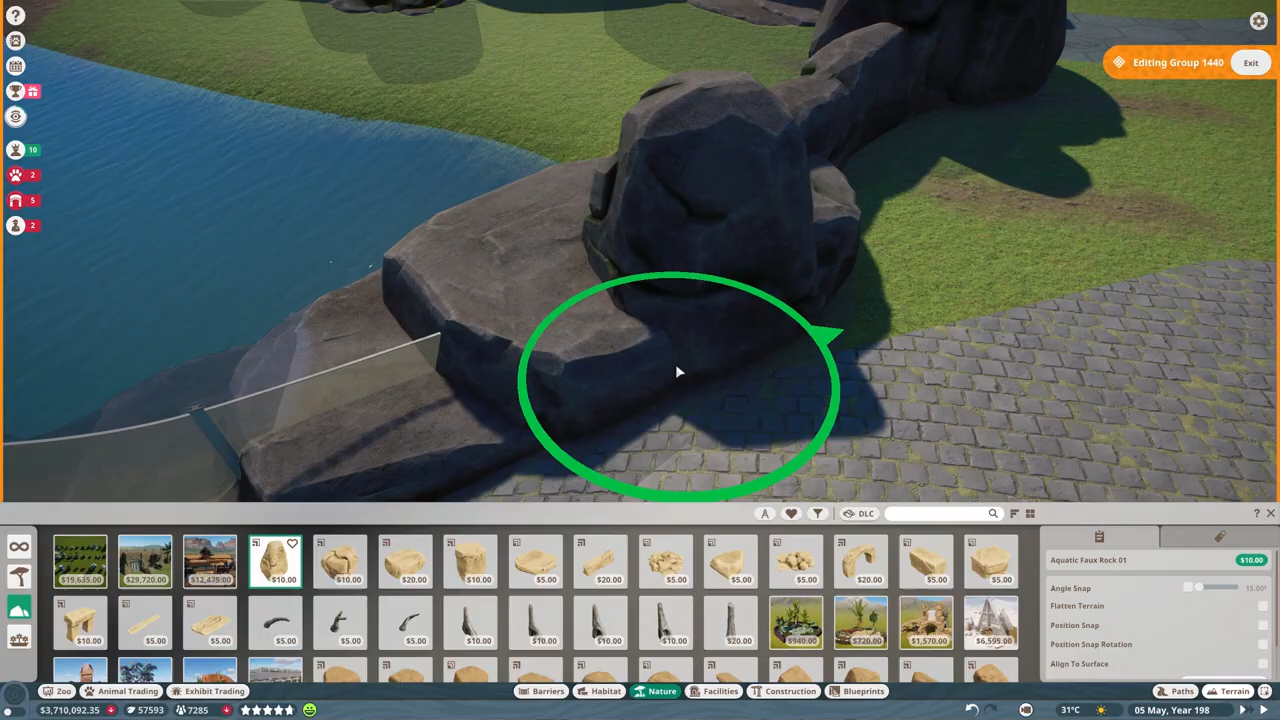 ?
Editing Group 1440
Exit
10
2
5
2
DLC
?
$19,635.00
$29,720.00
$12,475.00
$10.00
$10.00
$20.00
$10.00
$5.00
$20.00
$5.00
$5.00
$5.00
$20.00
$5.00
$5.00
$10.00
$5.00
$5.00
$5.00
$5.00
$5.00
$10.00
$10.00
$10.00
$10.00
$20.00
$940.00
$720.00
$1,570.00
$6,595.00
Aquatic Faux Rock 01
$10.00
Angle Snap
15.00°
Flatten Terrain
Position Snap
Position Snap Rotation
Align To Surface
Zoo
Animal Trading
Exhibit Trading
Barriers
Habitat
Nature
Facilities
Construction
Blueprints
Paths
Terrain
$3,710,092.35
57593
7285
31°C
05 May, Year 198